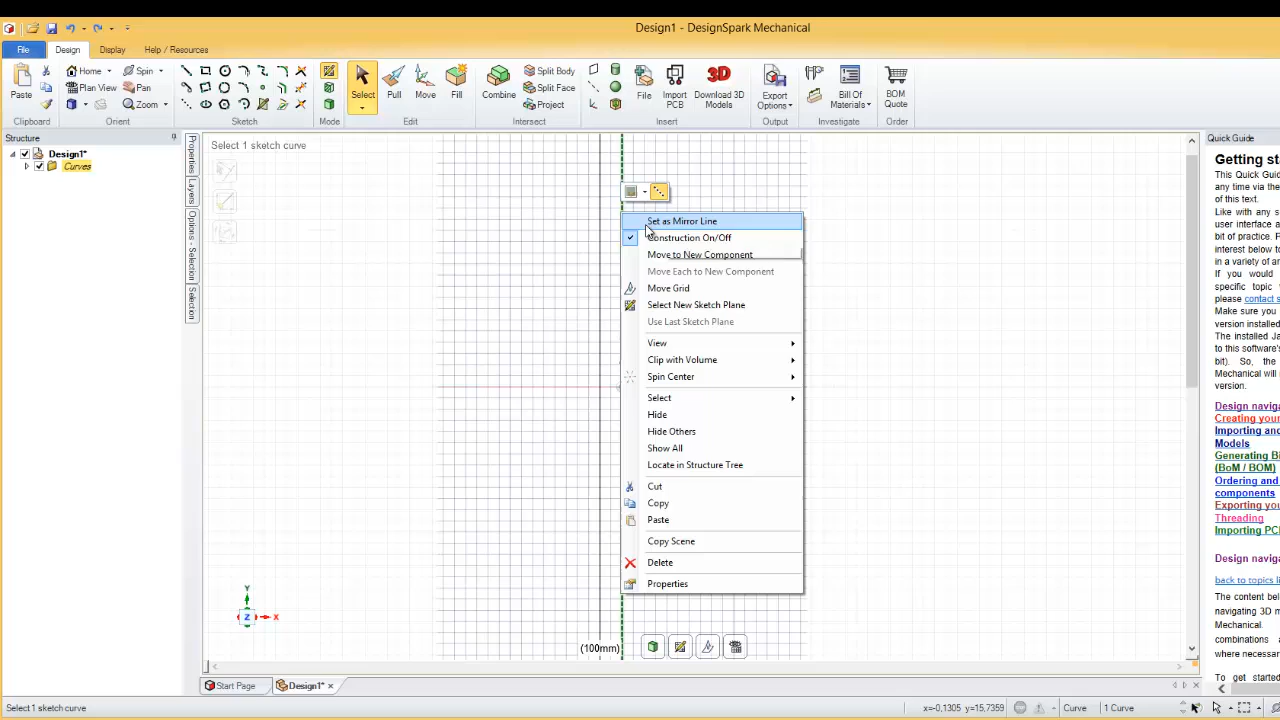 Design1 - DesignSpark Mechanical
File Design Display Help / Resources
Paste
Clipboard
Home Spin
Plan View Pan
Zoom
Orient
Sketch
Mode
Select Pull Move Fill
Edit
Combine
Split Body
Split Face
Project
Intersect
File Import PCB Download 3D Models
Insert
Export Options
Output
Bill Of Materials
Investigate
BOM Quote
Order
Structure
Design1*
Curves
Properties
Layers
Options - Selection
Selection
Select 1 sketch curve
Set as Mirror Line
Construction On/Off
Move to New Component
Move Each to New Component
Move Grid
Select New Sketch Plane
Use Last Sketch Plane
View
Clip with Volume
Spin Center
Select
Hide
Hide Others
Show All
Locate in Structure Tree
Cut
Copy
Paste
Copy Scene
Delete
Properties
(100mm)
Y
Z
X
Quick Guide
Getting sta
This Quick Guide
any time via the
of this text.
Like with any s
user interface a
bit of practice. F
interest below to
in a variety of ar
If you would
specific topic
please contact s
Make sure you
version installed
The installed Ja
to this software's
bit). So, the
Mechanical will
version.
Design naviga
Creating your
Importing and
Models
Generating Bi
(BoM / BOM)
Ordering and
components
Exporting you
Threading
Importing PC
Design naviga
back to topics li
The content bel
navigating 3D m
Mechanical.
combinations a
where necessar
To get started
Start Page Design1*
Select 1 sketch curve
x=-0,1305 y=15,7359 Curve 1 Curve